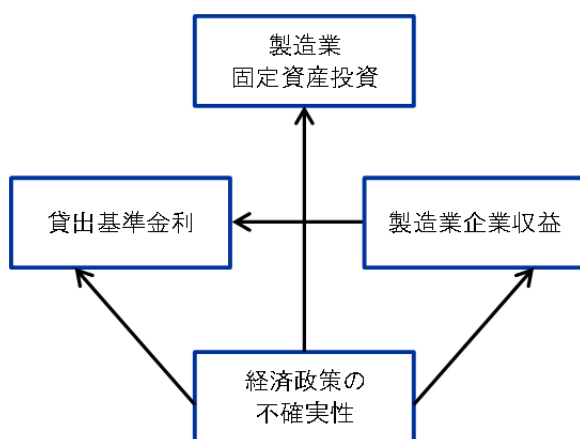 製造業
固定資産投資
貸出基準金利
製造業企業収益
経済政策の
不確実性